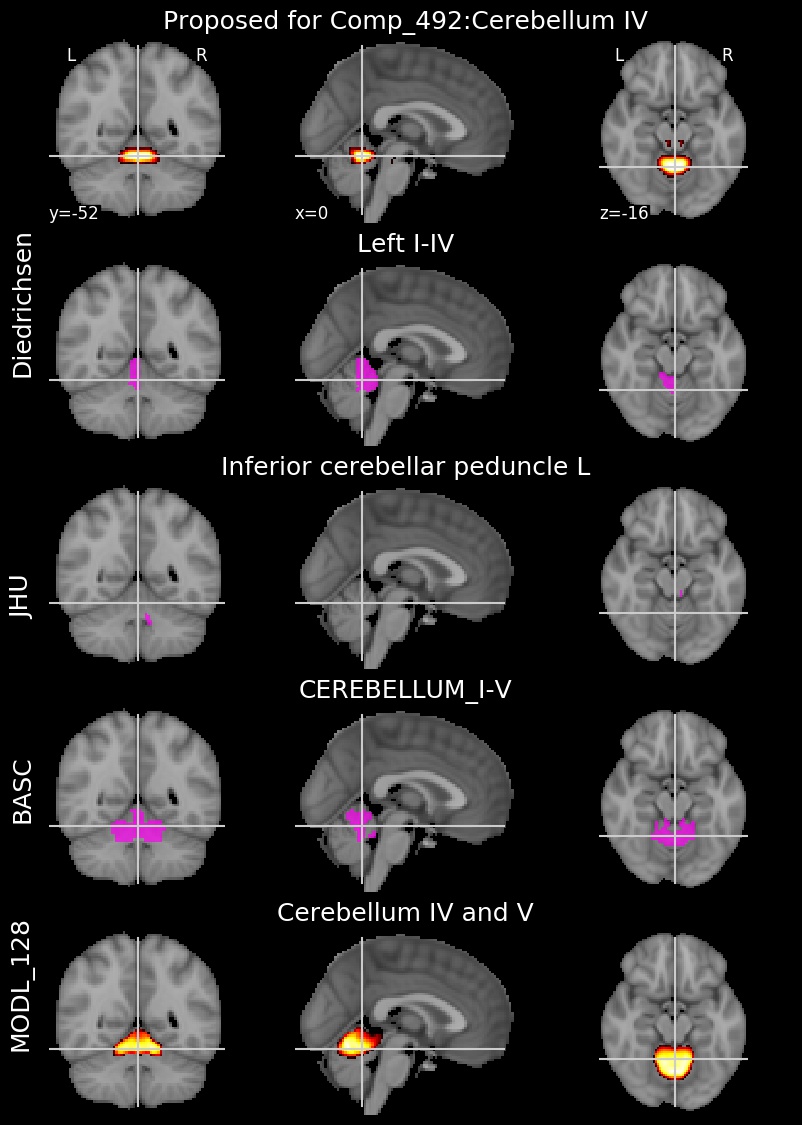 Proposed for Comp_492:Cerebellum IV
L R L R
y=-52 x=0 z=-16
Diedrichsen
Left I-IV
JHU
Inferior cerebellar peduncle L
BASC
CEREBELLUM_I-V
MODL_128
Cerebellum IV and V